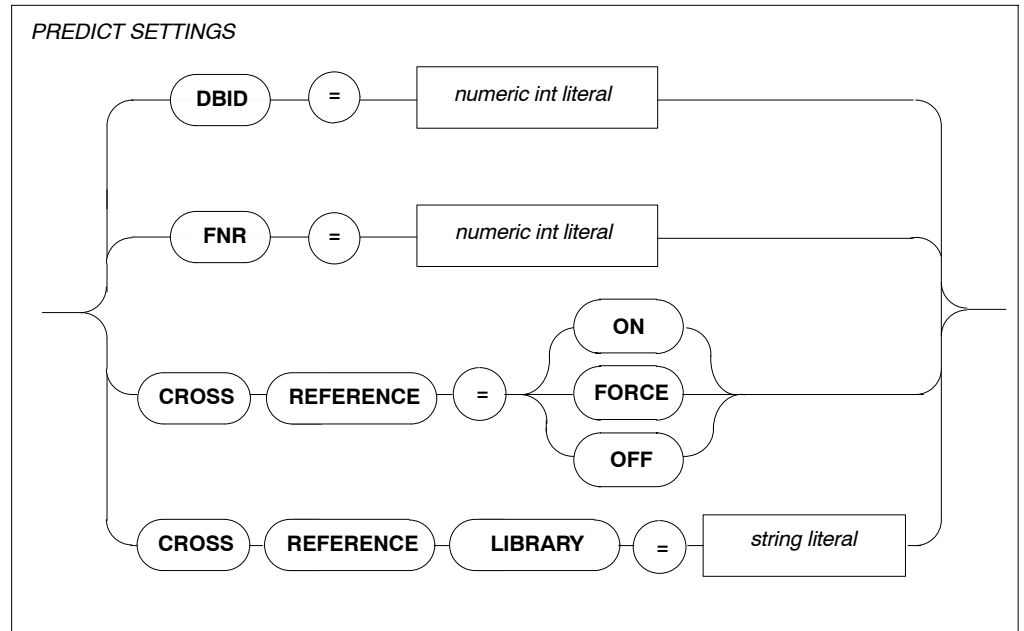 PREDICT SETTINGS
DBID = numeric int literal
FNR = numeric int literal
ON
CROSS REFERENCE = FORCE
OFF
CROSS REFERENCE LIBRARY = string literal